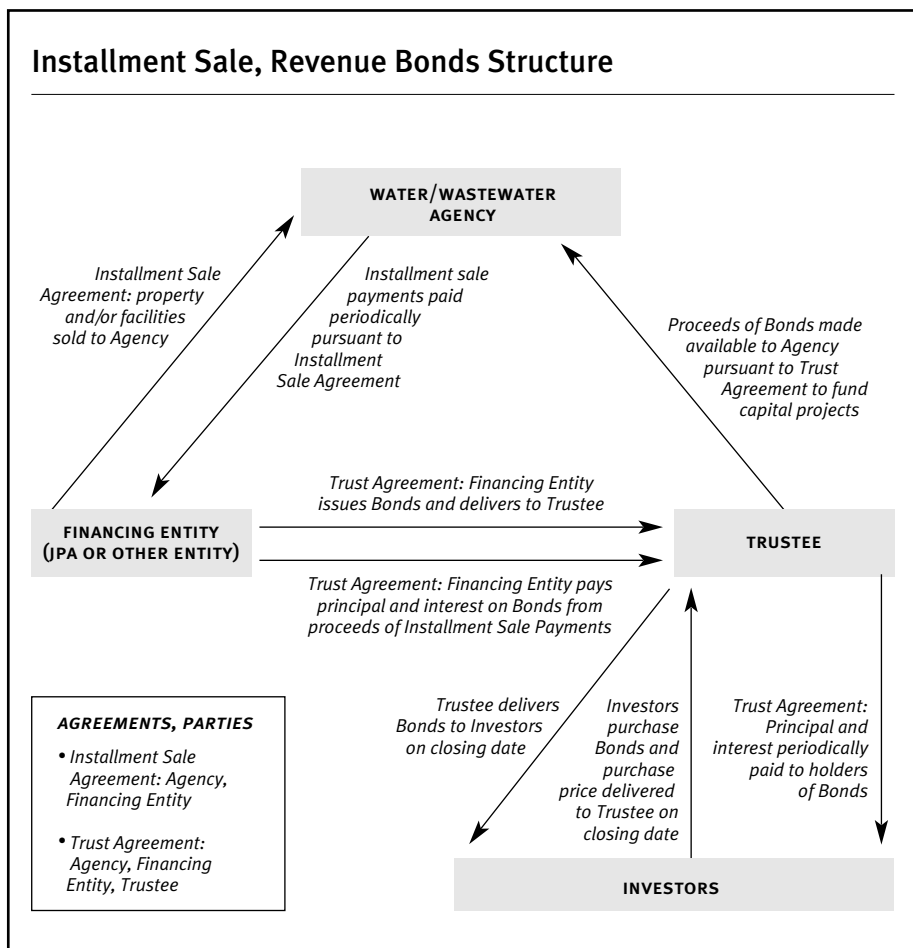 Installment Sale, Revenue Bonds Structure
WATER/WASTEWATER
AGENCY
Installment Sale
Agreement: property
and/or facilities
sold to Agency
Installment sale
payments paid
periodically
pursuant to
Installment
Sale Agreement
Proceeds of Bonds made
available to Agency
pursuant to Trust
Agreement to fund
capital projects
Trust Agreement: Financing Entity
issues Bonds and delivers to Trustee
FINANCING ENTITY
(JPA OR OTHER ENTITY)
TRUSTEE
Trust Agreement: Financing Entity pays
principal and interest on Bonds from
proceeds of Installment Sale Payments
Trustee delivers
Bonds to Investors
on closing date
Investors
purchase
Bonds and
purchase
price delivered
to Trustee on
closing date
Trust Agreement:
Principal and
interest periodically
paid to holders
of Bonds
AGREEMENTS, PARTIES
• Installment Sale
Agreement: Agency,
Financing Entity
• Trust Agreement:
Agency, Financing
Entity, Trustee
INVESTORS